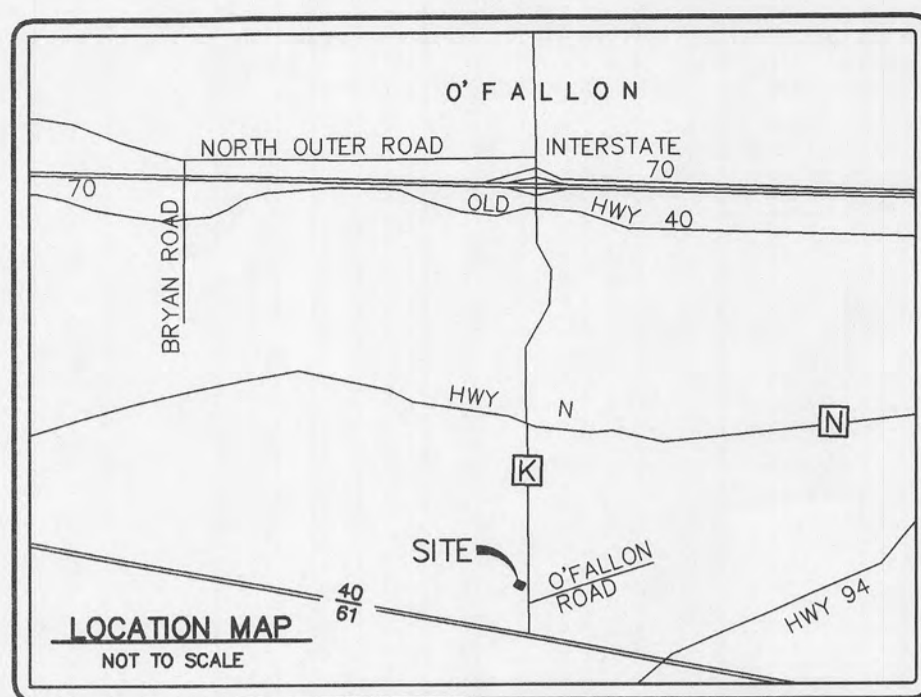 O'FALLON
NORTH OUTER ROAD
INTERSTATE
70
70
OLD
HWY
40
BRYAN ROAD
HWY
N
N
K
SITE
O'FALLON
ROAD
40
61
HWY 94
LOCATION MAP
NOT TO SCALE